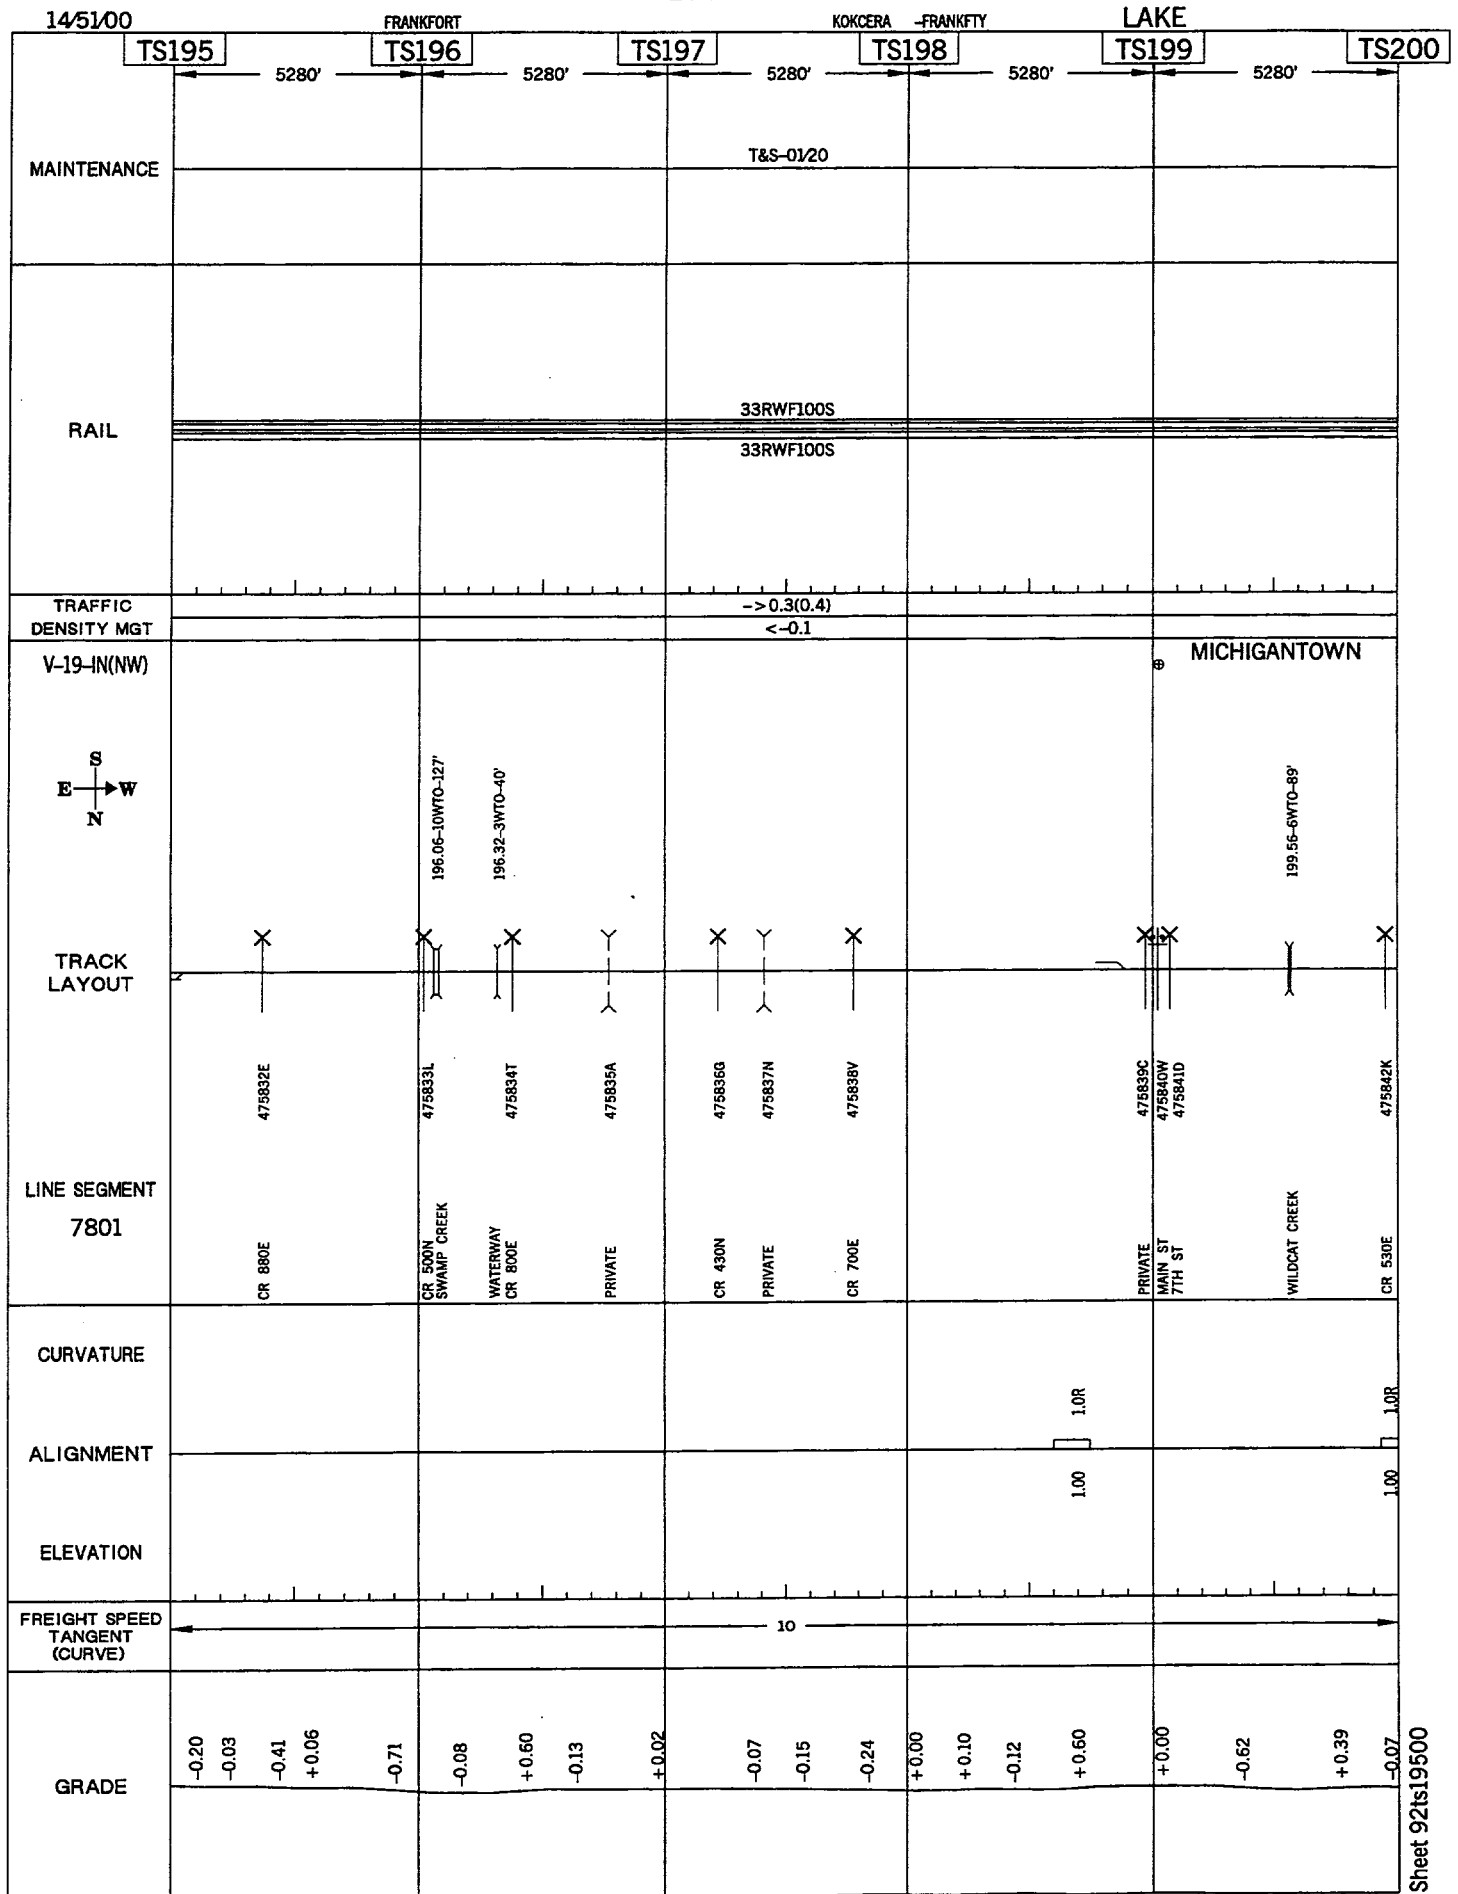 14/51/00 FRANKFORT KOKCERA -FRANKFTY LAKE
TS195 TS196 TS197 TS198 TS199 TS200
5280' 5280' 5280' 5280' 5280'
MAINTENANCE
T&S-01/20
RAIL
33RWF100S
33RWF100S
TRAFFIC
DENSITY MGT
->0.3(0.4)
<-0.1
V-19-IN(NW)
MICHIGANTOWN
S
E W
N
196.06-10WTO-127'
196.32-3WTO-40'
199.56-6WTO-89'
TRACK
LAYOUT
475832E
475833L
475834T
475835A
475836G
475837N
475838V
475839C
475840W
475841D
475842K
LINE SEGMENT
7801
CR 880E
CR 500N
SWAMP CREEK
WATERWAY
CR 800E
PRIVATE
CR 430N
PRIVATE
CR 700E
PRIVATE
MAIN ST
7TH ST
WILDCAT CREEK
CR 530E
CURVATURE
1.0R
1.0R
ALIGNMENT
1.00
1.00
ELEVATION
FREIGHT SPEED
TANGENT
(CURVE)
10
GRADE
-0.20
-0.03
-0.41
+0.06
-0.71
-0.08
+0.60
-0.13
+0.02
-0.07
-0.15
-0.24
+0.00
+0.10
-0.12
+0.60
+0.00
-0.62
+0.39
-0.07
Sheet 92ts19500